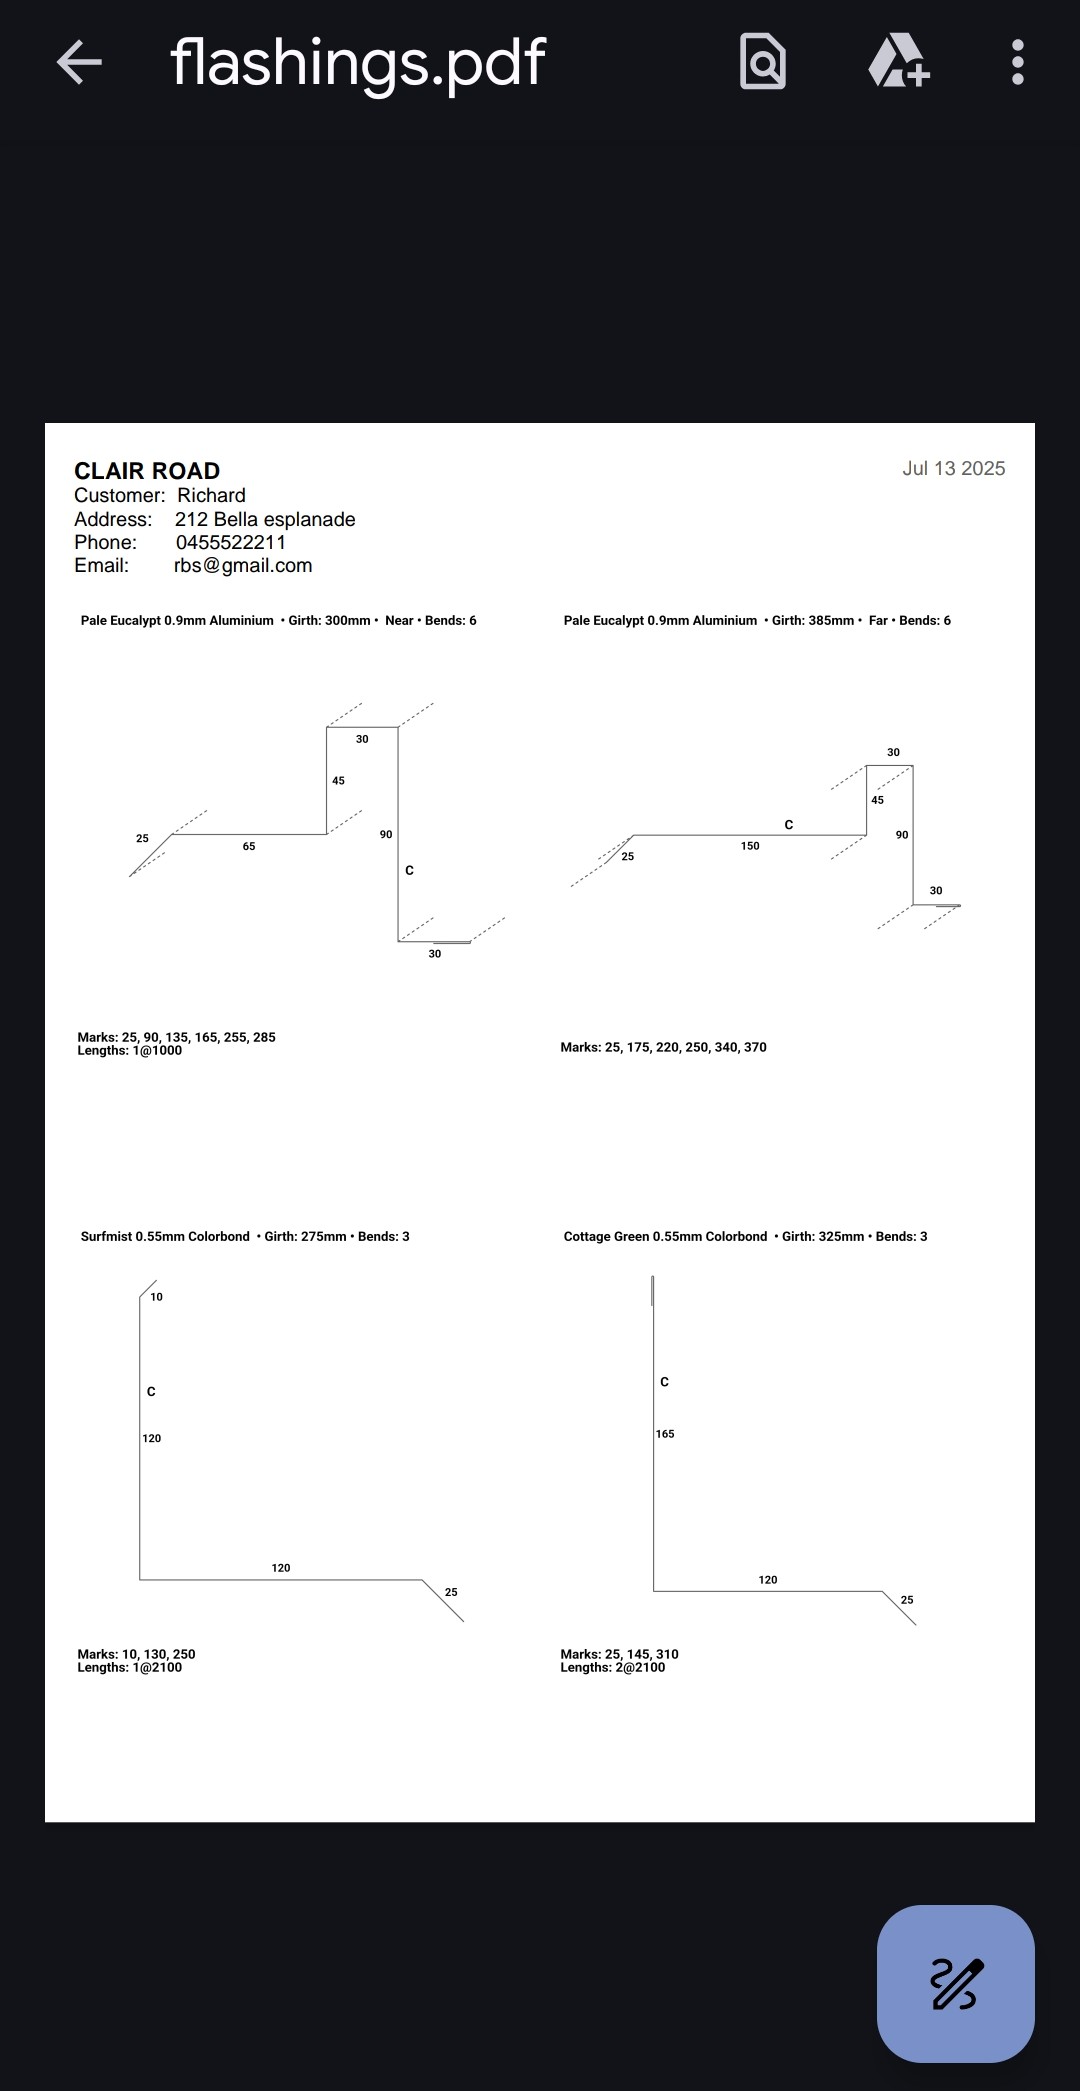 flashings.pdf
CLAIR ROAD
Jul 13 2025
Customer: Richard
Address: 212 Bella esplanade
Phone: 0455522211
Email: rbs@gmail.com
Pale Eucalypt 0.9mm Aluminium • Girth: 300mm • Near • Bends: 6
30
45
25
65
90
C
30
Marks: 25, 90, 135, 165, 255, 285
Lengths: 1@1000
Pale Eucalypt 0.9mm Aluminium • Girth: 385mm • Far • Bends: 6
30
45
C
90
150
25
30
Marks: 25, 175, 220, 250, 340, 370
Surfmist 0.55mm Colorbond • Girth: 275mm • Bends: 3
10
C
120
120
25
Marks: 10, 130, 250
Lengths: 1@2100
Cottage Green 0.55mm Colorbond • Girth: 325mm • Bends: 3
C
165
120
25
Marks: 25, 145, 310
Lengths: 2@2100